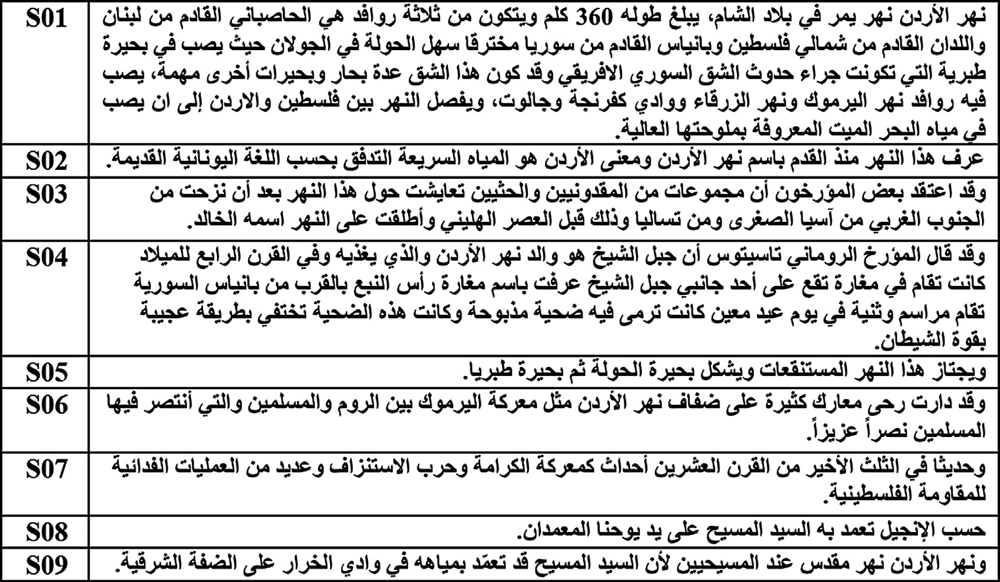 S01
نهر الأردن نهر يمر في بلاد الشام، يبلغ طوله 360 كلم ويتكون من ثلاثة روافد هي الحاصباني القادم من لبنان
واللدان القادم من شمالي فلسطين وبانياس القادم من سوريا مخترقا سهل الحولة في الجولان حيث يصب في بحيرة
طبرية التي تكونت جراء حدوث الشق السوري الافريقي وقد كون هذا الشق عدة بحار وبحيرات أخرى مهمة، يصب
فيه روافد نهر اليرموك ونهر الزرقاء ووادي كفرنجة وجالوت، ويفصل النهر بين فلسطين والاردن إلى ان يصب
في مياه البحر الميت المعروفة بملوحتها العالية.
S02
عرف هذا النهر منذ القدم باسم نهر الأردن ومعنى الأردن هو المياه السريعة التدفق بحسب اللغة اليونانية القديمة.
S03
وقد اعتقد بعض المؤرخون أن مجموعات من المقدونيين والحثيين تعايشت حول هذا النهر بعد أن نزحت من
الجنوب الغربي من آسيا الصغرى ومن تساليا وذلك قبل العصر الهليني وأطلقت على النهر اسمه الخالد.
S04
وقد قال المؤرخ الروماني تاسيتوس أن جبل الشيخ هو والد نهر الأردن والذي يغذيه وفي القرن الرابع للميلاد
كانت تقام في مغارة تقع على أحد جانبي جبل الشيخ عرفت باسم مغارة رأس النبع بالقرب من بانياس السورية
تقام مراسم وثنية في يوم عيد معين كانت ترمى فيه ضحية مذبوحة وكانت هذه الضحية تختفي بطريقة عجيبة
بقوة الشيطان.
S05
ويجتاز هذا النهر المستنقعات ويشكل بحيرة الحولة ثم بحيرة طبريا.
S06
وقد دارت رحى معارك كثيرة على ضفاف نهر الأردن مثل معركة اليرموك بين الروم والمسلمين والتي أنتصر فيها
المسلمين نصراً عزيزاً.
S07
وحديثا في الثلث الأخير من القرن العشرين أحداث كمعركة الكرامة وحرب الاستنزاف وعديد من العمليات الفدائية
للمقاومة الفلسطينية.
S08
حسب الإنجيل تعمد به السيد المسيح على يد يوحنا المعمدان.
S09
ونهر الأردن نهر مقدس عند المسيحيين لأن السيد المسيح قد تعمّد بمياهه في وادي الخرار على الضفة الشرقية.